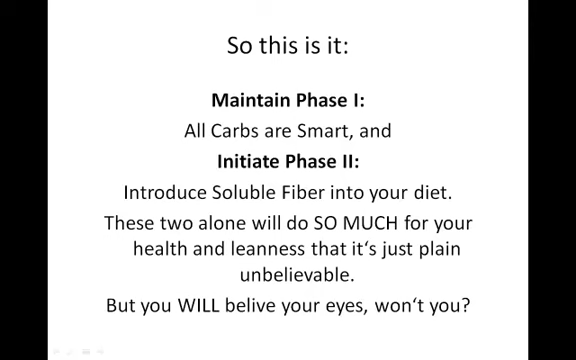 So this is it:
Maintain Phase I:
All Carbs are Smart, and
Initiate Phase II:
Introduce Soluble Fiber into your diet.
These two alone will do SO MUCH for your
health and leanness that it‘s just plain
unbelievable.
But you WILL belive your eyes, won‘t you?